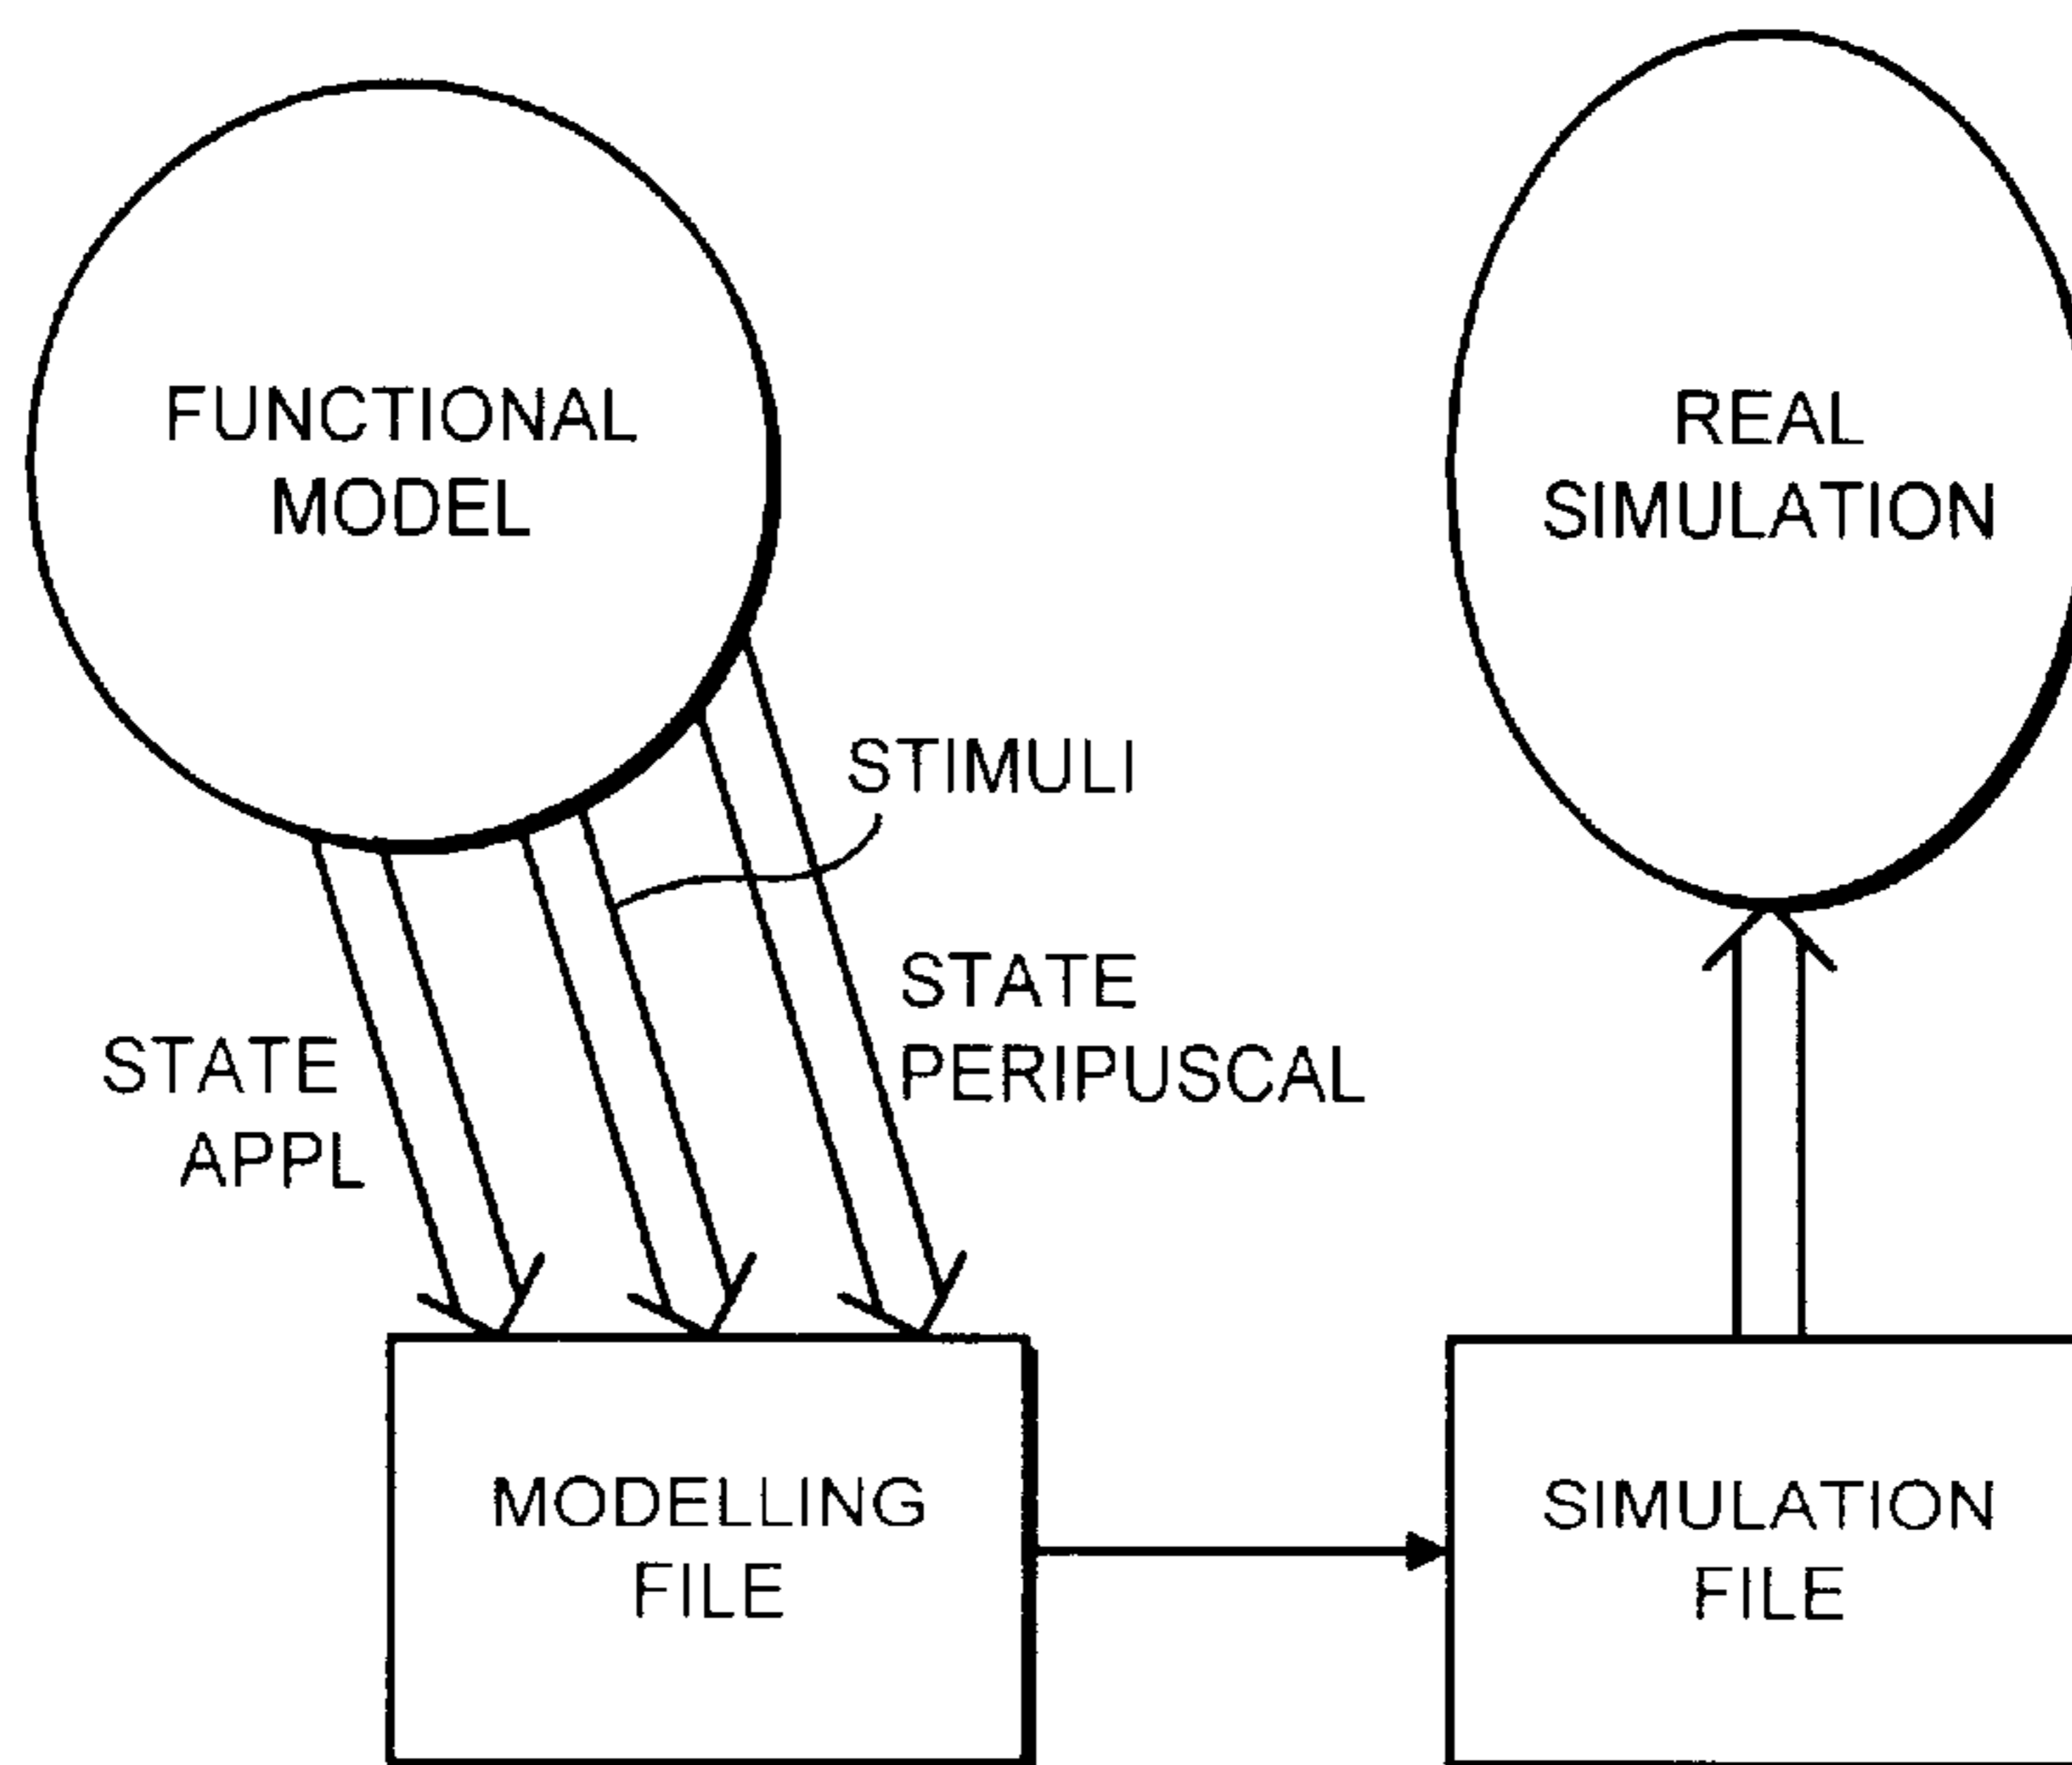 FUNCTIONAL
MODEL
REAL
SIMULATION
STIMULI
STATE
PERIPUSCAL
STATE
APPL
MODELLING
FILE
SIMULATION
FILE